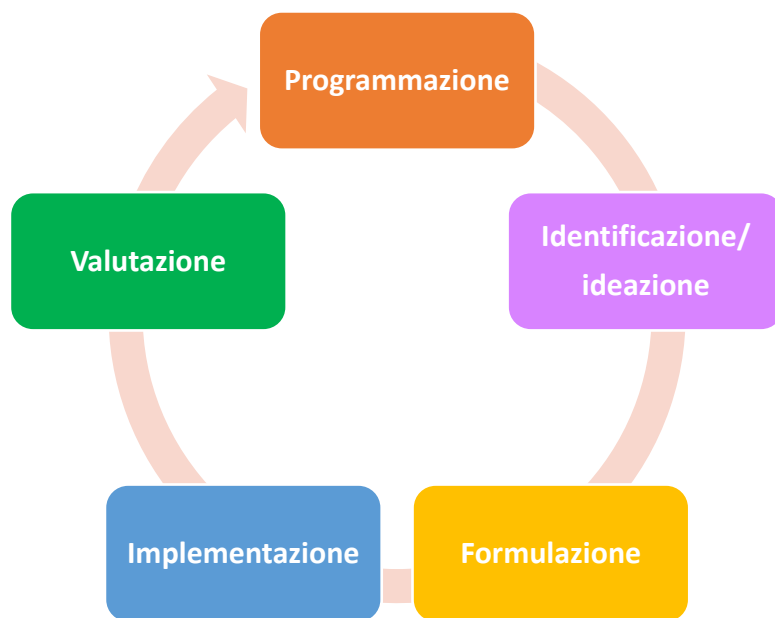 Programmazione
Identificazione/
ideazione
Formulazione
Implementazione
Valutazione